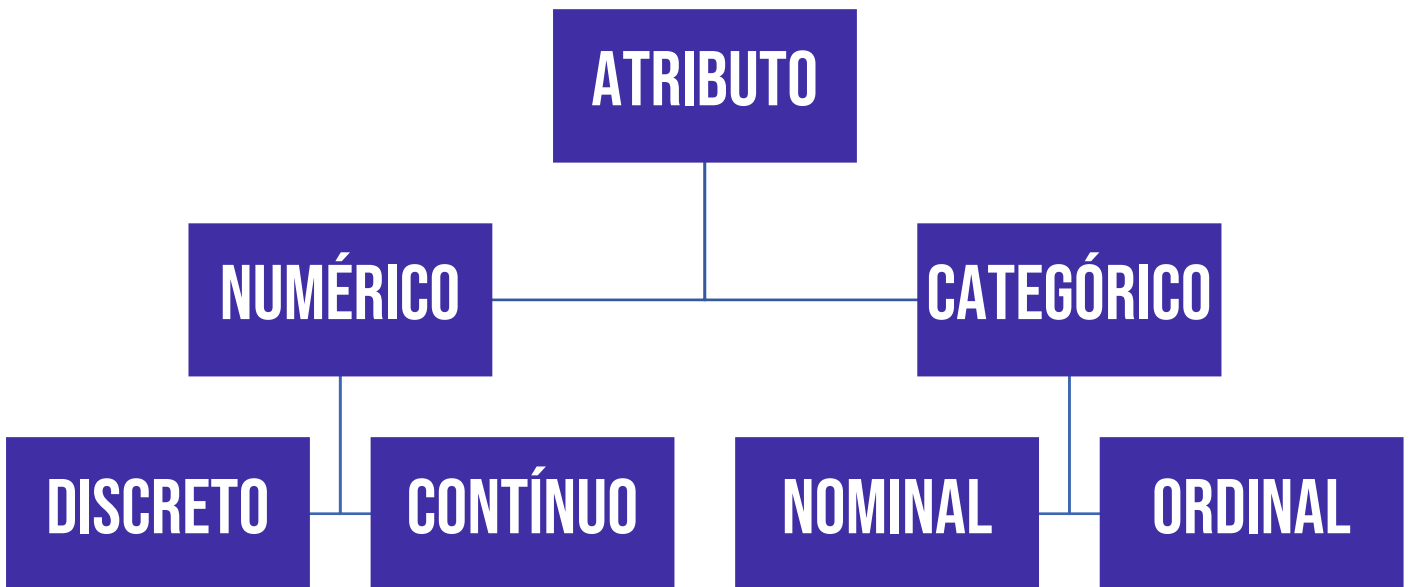 ATRIBUTO
NUMÉRICO
CATEGÓRICO
DISCRETO
CONTÍNUO
NOMINAL
ORDINAL